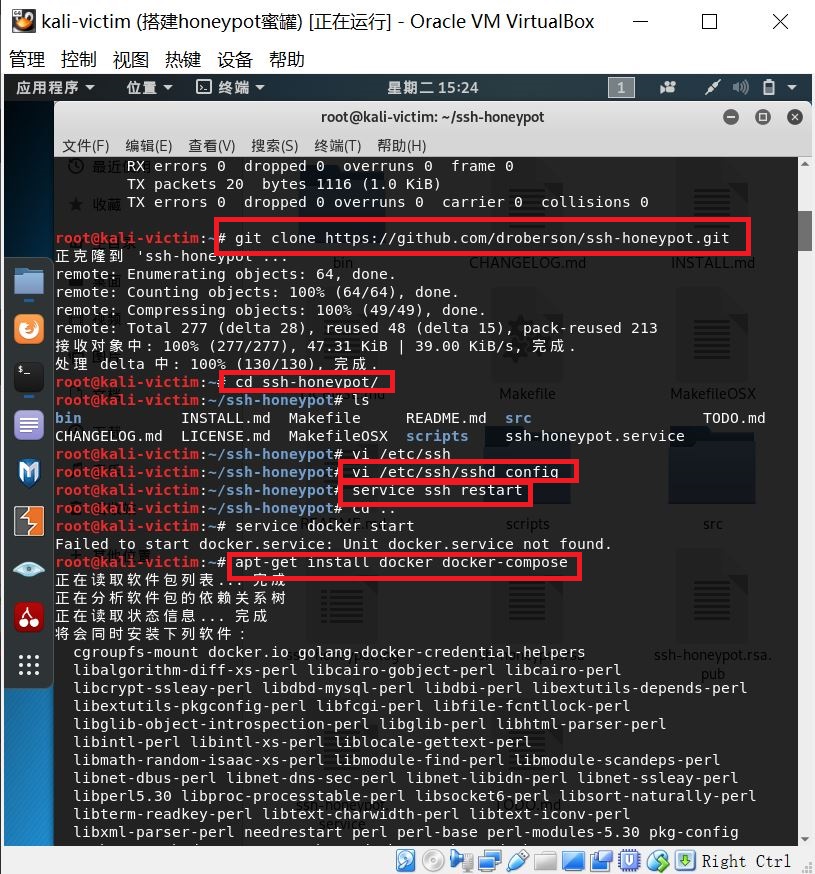 kali-victim (搭建honeypot蜜罐) [正在运行] - Oracle VM VirtualBox
管理 控制 视图 热键 设备 帮助
应用程序 位置 终端 星期二 15:24 1
root@kali-victim: ~/ssh-honeypot
文件(F) 编辑(E) 查看(V) 搜索(S) 终端(T) 帮助(H)
RX errors 0 dropped 0 overruns 0 frame 0
TX packets 20 bytes 1116 (1.0 KiB)
TX errors 0 dropped 0 overruns 0 carrier 0 collisions 0
root@kali-victim:~# git clone https://github.com/droberson/ssh-honeypot.git
正克隆到 'ssh-honeypot'...
remote: Enumerating objects: 64, done.
remote: Counting objects: 100% (64/64), done.
remote: Compressing objects: 100% (49/49), done.
remote: Total 277 (delta 28), reused 48 (delta 15), pack-reused 213
接收对象中: 100% (277/277), 47.31 KiB | 39.00 KiB/s, 完成.
处理 delta 中: 100% (130/130), 完成.
root@kali-victim:~# cd ssh-honeypot/
root@kali-victim:~/ssh-honeypot# ls
bin INSTALL.md Makefile README.md src TODO.md
CHANGELOG.md LICENSE.md MakefileOSX scripts ssh-honeypot.service
root@kali-victim:~/ssh-honeypot# vi /etc/ssh
root@kali-victim:~/ssh-honeypot# vi /etc/ssh/sshd_config
root@kali-victim:~/ssh-honeypot# service ssh restart
root@kali-victim:~/ssh-honeypot# cd ..
root@kali-victim:~# service docker start
Failed to start docker.service: Unit docker.service not found.
root@kali-victim:~# apt-get install docker docker-compose
正在读取软件包列表... 完成
正在分析软件包的依赖关系树
正在读取状态信息... 完成
将会同时安装下列软件：
cgroupfs-mount docker.io golang-docker-credential-helpers
libalgorithm-diff-xs-perl libcairo-gobject-perl libcairo-perl
libcrypt-ssleay-perl libdbd-mysql-perl libdbi-perl libextutils-depends-perl
libextutils-pkgconfig-perl libfcgi-perl libfile-fcntllock-perl
libglib-object-introspection-perl libglib-perl libhtml-parser-perl
libintl-perl libintl-xs-perl liblocale-gettext-perl
libmath-random-isaac-xs-perl libmodule-find-perl libmodule-scandeps-perl
libnet-dbus-perl libnet-dns-sec-perl libnet-libidn-perl libnet-ssleay-perl
libperl5.30 libproc-processtable-perl libsocket6-perl libsort-naturally-perl
libterm-readkey-perl libtext-charwidth-perl libtext-iconv-perl
libxml-parser-perl needrestart perl perl-base perl-modules-5.30 pkg-config
bin
CHANGELOG.md
INSTALL.md
Makefile
MakefileOSX
scripts
src
ssh-honeypot.rsa.
pub
Right Ctrl